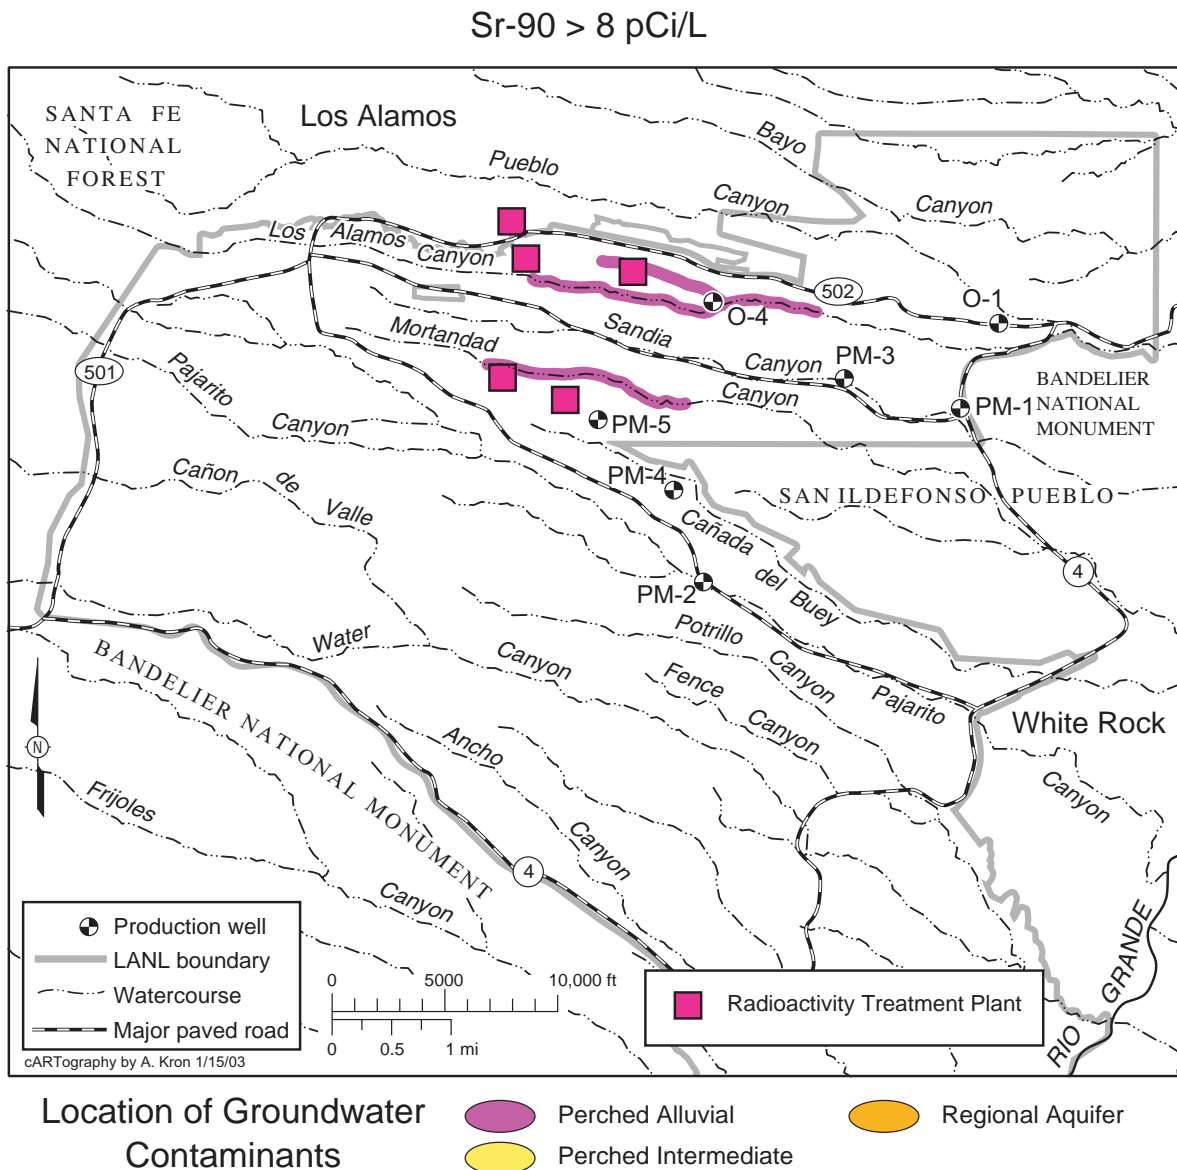 Sr-90 > 8 pCi/L
SANTA FE
NATIONAL
FOREST
Los Alamos
Bayo
Canyon
Pueblo
Canyon
Los Alamos
Canyon
502
O-1
O-4
Sandia
Canyon
PM-3
Mortandad
Canyon
PM-1
BANDELIER
NATIONAL
MONUMENT
501
Pajarito
Canyon
PM-5
Cañon de Valle
PM-4
SAN ILDEFONSO PUEBLO
Cañada del Buey
4
PM-2
Water
Canyon
Potrillo
Canyon
Fence
Canyon
Pajarito
Canyon
White Rock
BANDELIER NATIONAL MONUMENT
N
Ancho
Canyon
Frijoles
Canyon
4
RIO GRANDE
Production well
LANL boundary
Watercourse
Major paved road
cARTography by A. Kron 1/15/03
0 5000 10,000 ft
0 0.5 1 mi
Radioactivity Treatment Plant
Location of Groundwater
Contaminants
Perched Alluvial
Perched Intermediate
Regional Aquifer